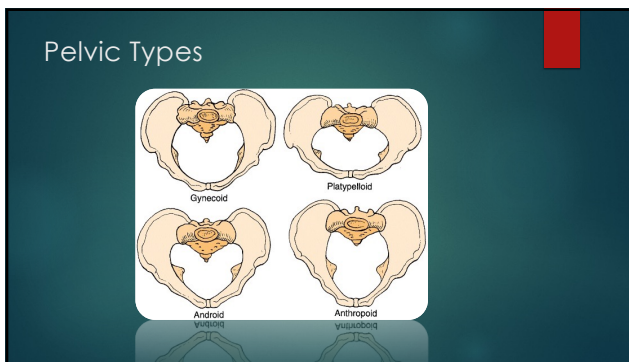 Pelvic Types
Gynecoid
Platypelloid
Android
Anthropoid